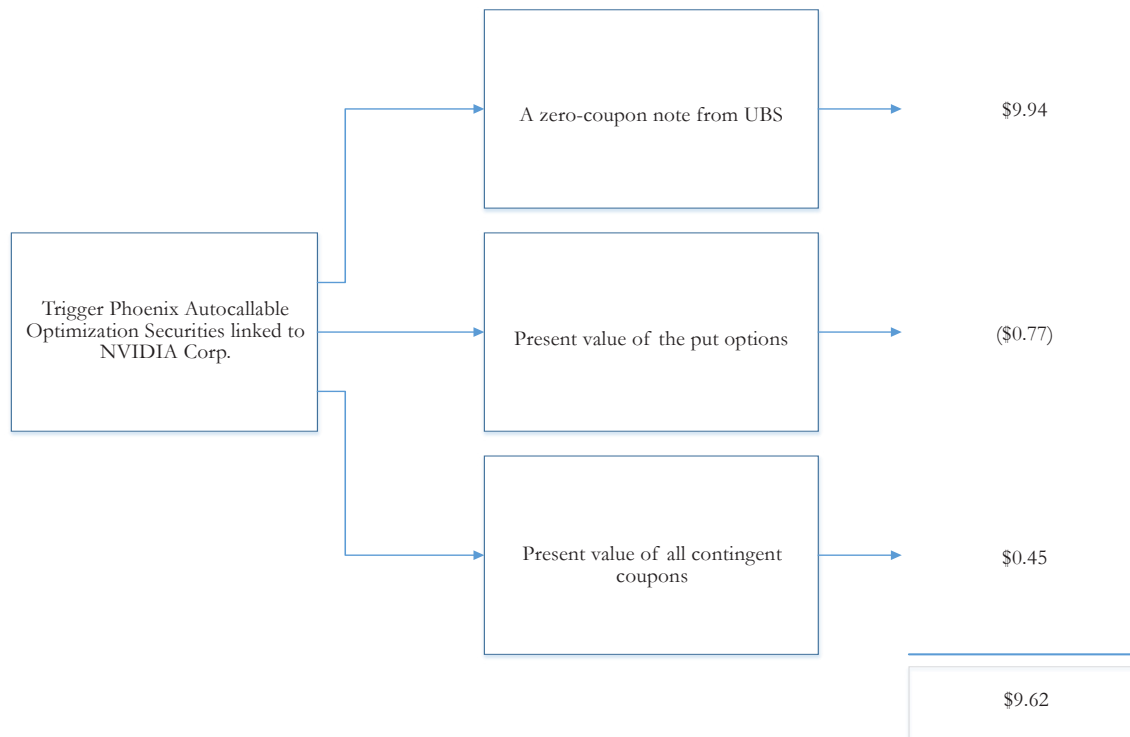 A zero-coupon note from UBS
$9.94
Trigger Phoenix Autocallable
Optimization Securities linked to
NVIDIA Corp.
Present value of the put options
($0.77)
Present value of all contingent
coupons
$0.45
$9.62